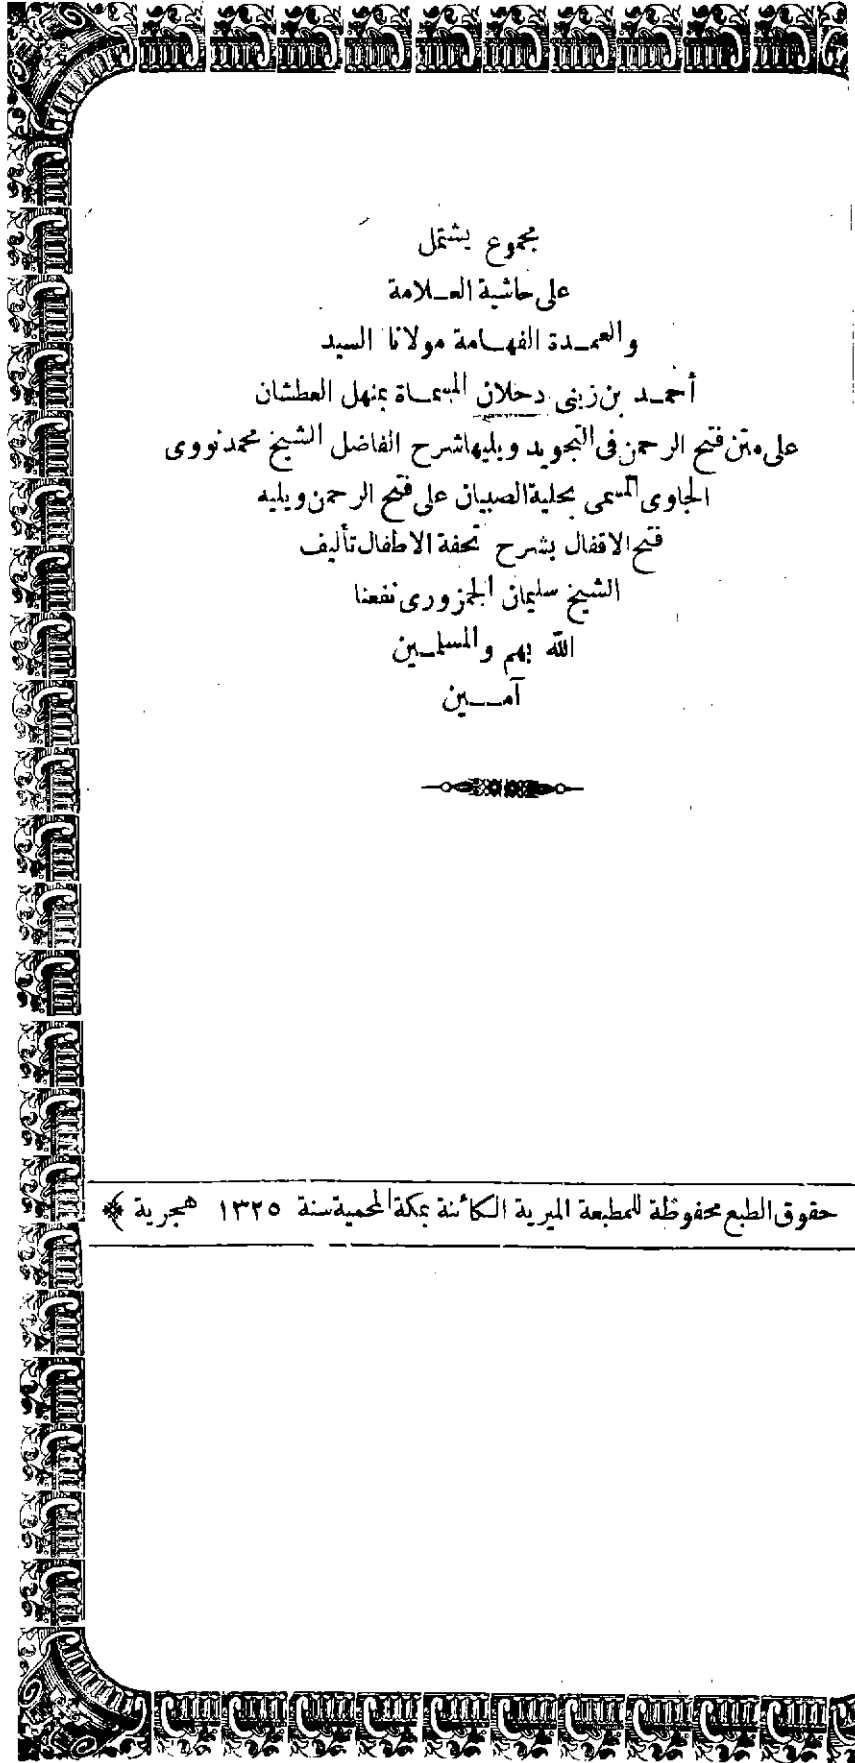 مجموع يشتمل
على حاشية العلامة
والعمدة الفهامة مولانا السيد
أحمد بن زينى دحلان المسماة بمنهل العطشان
على متن فتح الرحمن فى التجويد ويليها شرح الفاضل الشيخ محمد نووى
الجاوى المسمى بحلية الصبيان على فتح الرحمن ويليه
فتح الاقفال بشرح تحفة الاطفال تأليف
الشيخ سليمان الجمزورى نفعنا
الله بهم والمسلمين
آمين
حقوق الطبع محفوظة للمطبعة الميرية الكائنة بمكة المحمية سنة ١٣٢٥ هجرية